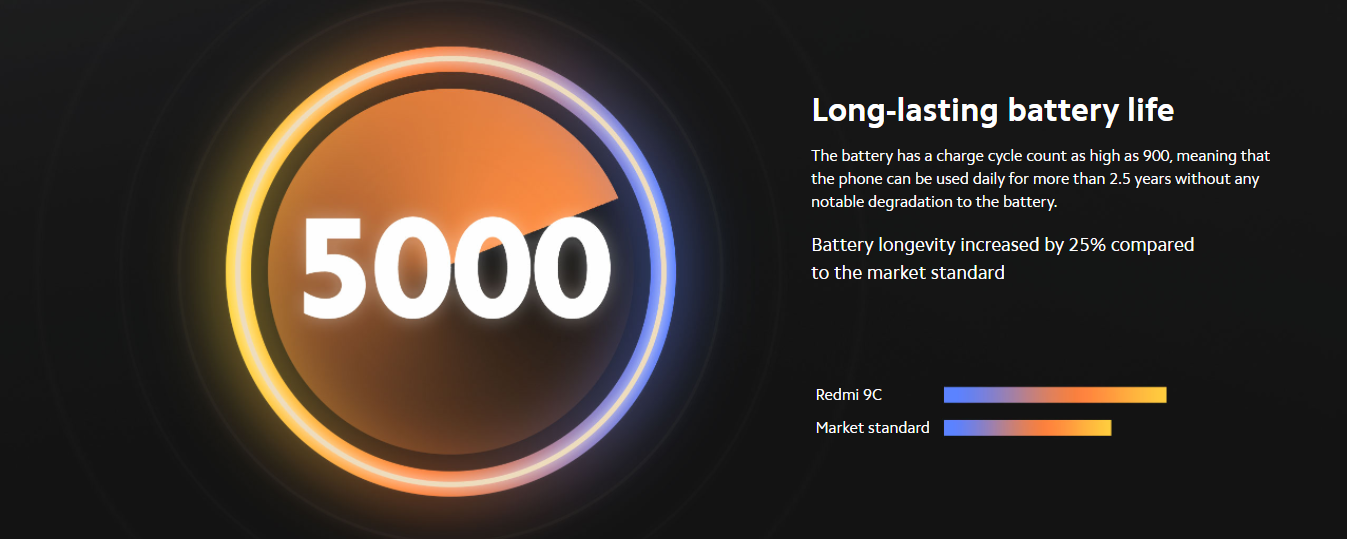 5000
Long-lasting battery life
The battery has a charge cycle count as high as 900, meaning that
the phone can be used daily for more than 2.5 years without any
notable degradation to the battery.
Battery longevity increased by 25% compared
to the market standard
Redmi 9C
Market standard